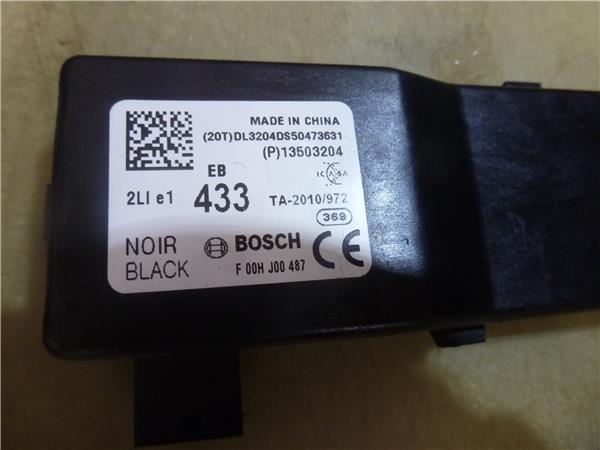 MADE IN CHINA
(20T)DL3204DS50473631
(P)13503204
EB
ICASA
2LI e1 433 TA-2010/972
369
NOIR BOSCH CE
BLACK F 00H J00 487